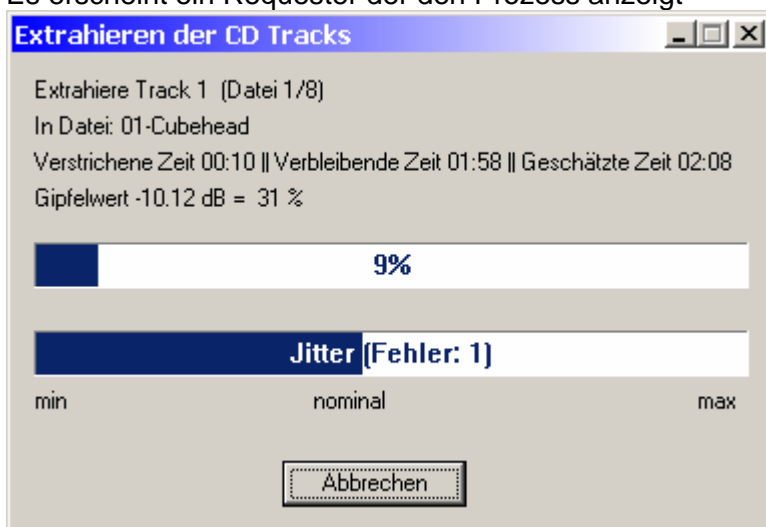 Es erscheint ein Requester der den Prozess anzeigt
Extrahieren der CD Tracks
Extrahiere Track 1 (Datei 1/8)
In Datei: 01-Cubehead
Verstrichene Zeit 00:10 || Verbleibende Zeit 01:58 || Geschätzte Zeit 02:08
Gipfelwert -10.12 dB = 31 %
9%
Jitter (Fehler: 1)
min nominal max
Abbrechen